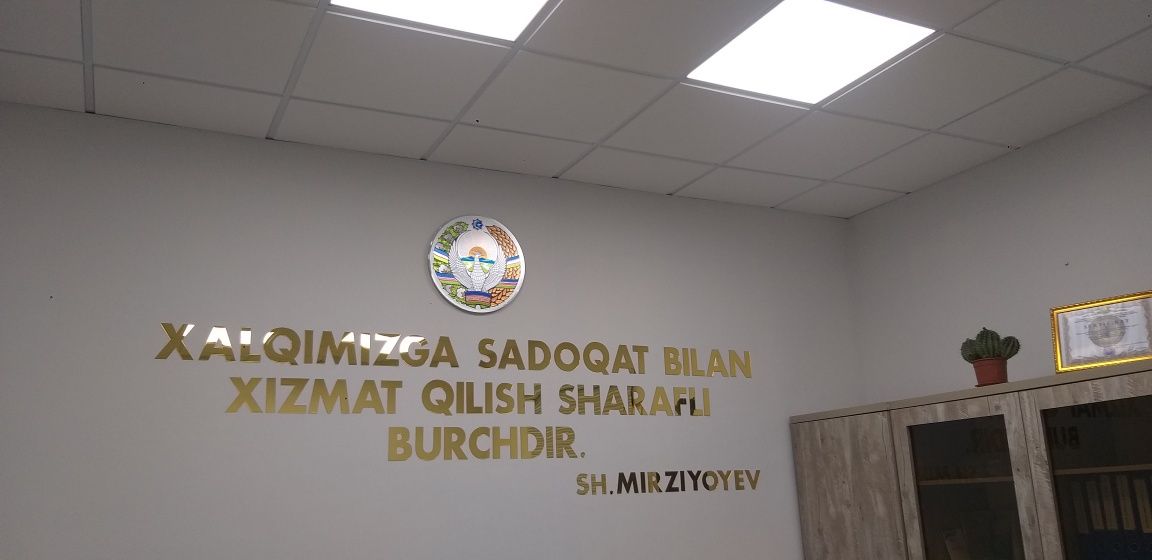 XALQIMIZGA SADOQAT BILAN
XIZMAT QILISH SHARAFLI
BURCHDIR.
SH.MIRZIYOYEV